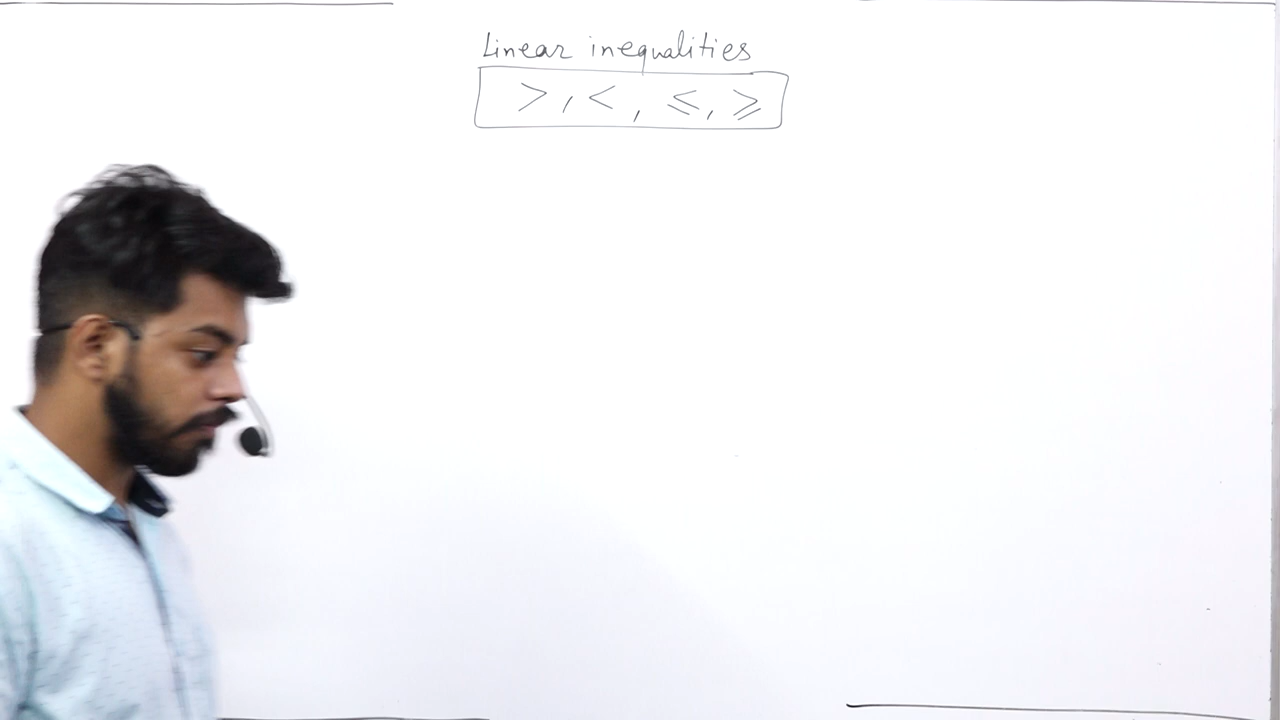 Linear inequalities
>, <, ⩽, ⩾